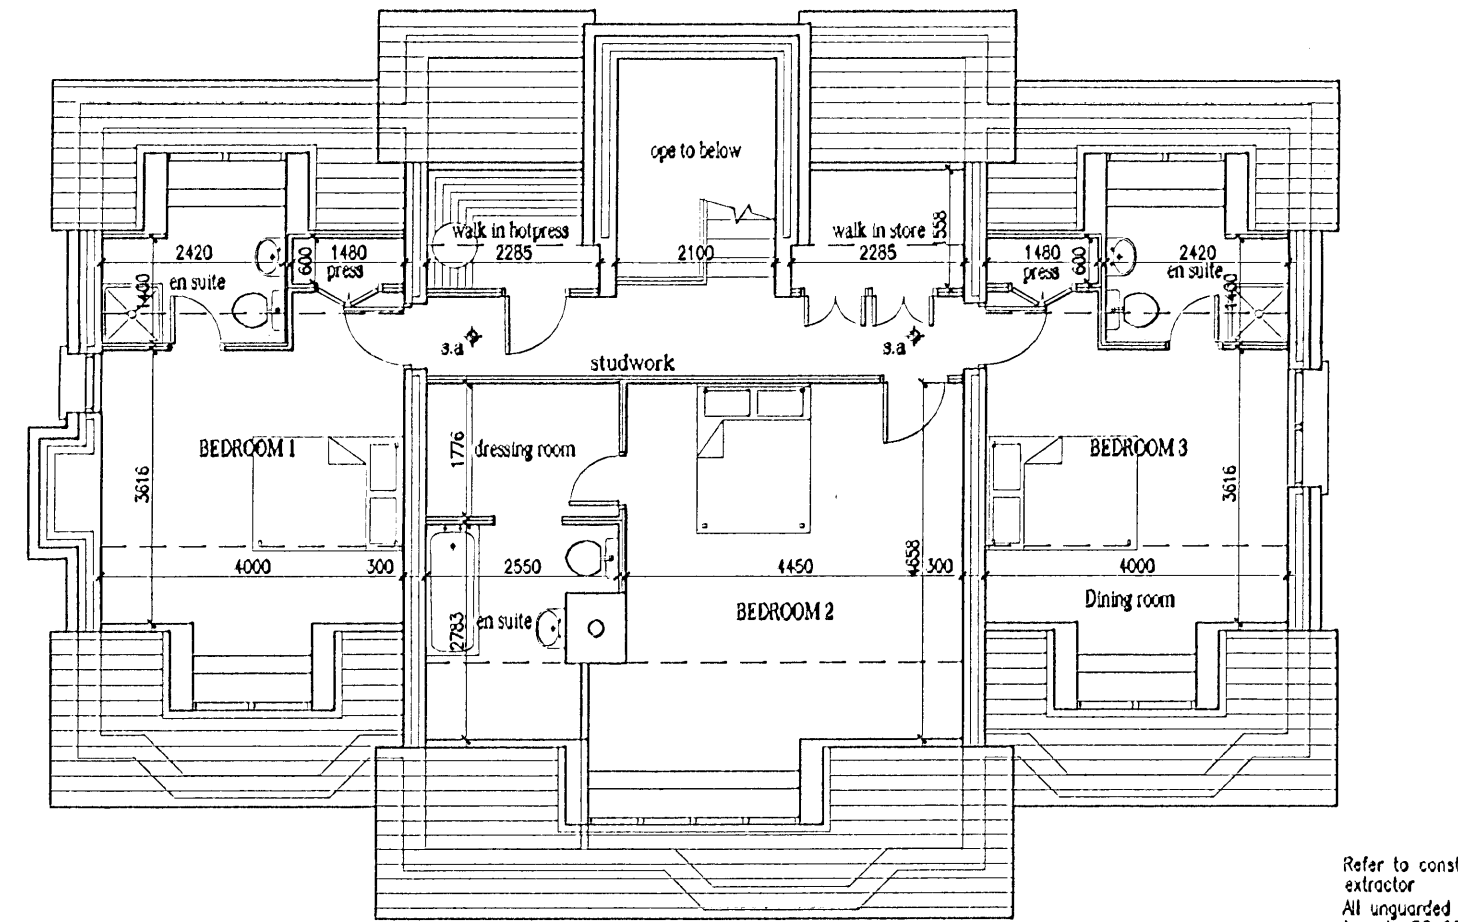 ope to below
walk in hotpress
walk in store
1558
2420
1480
2285
2100
2285
1480
2420
600
press
600
press
en suite
1400
en suite
1400
s.a
s.a
studwork
BEDROOM 1
1776
dressing room
BEDROOM 3
3616
3616
4000
300
2550
4450
4658
300
4000
Dining room
2783
en suite
BEDROOM 2
Refer to const
extractor
All unguarded